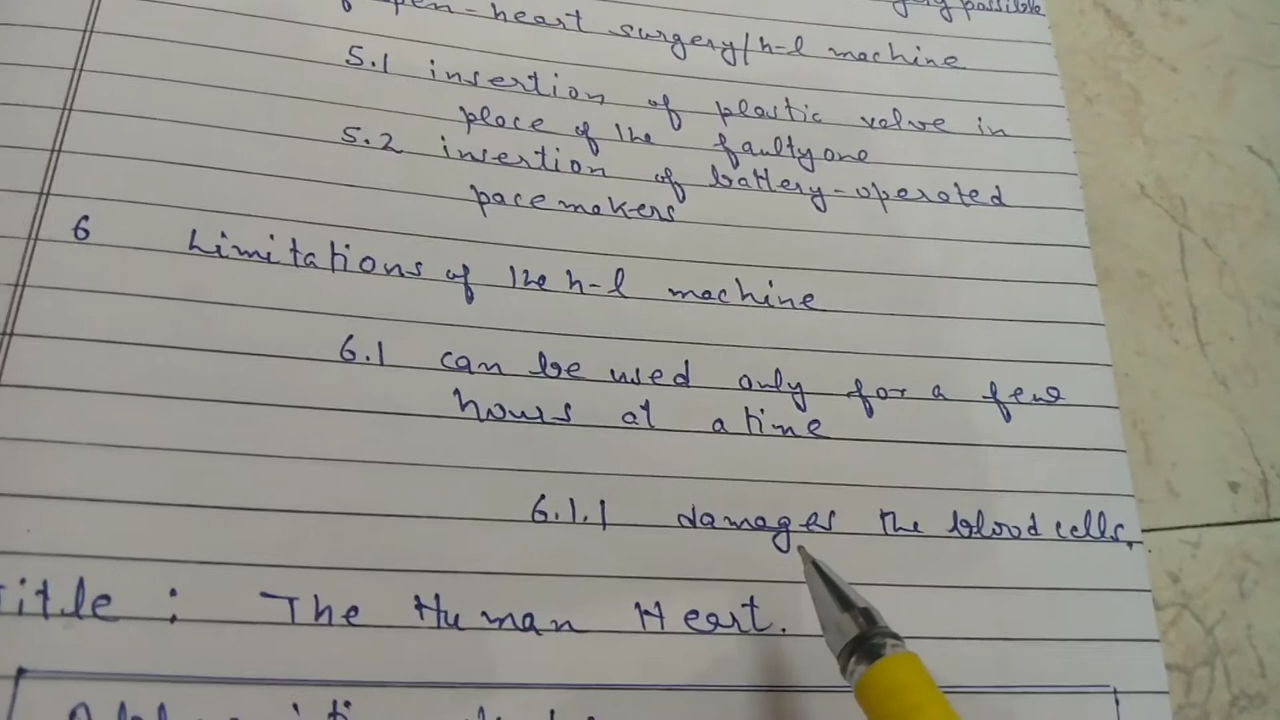 possible
open-heart surgery/h-l machine
5.1 insertion of plastic valve in
place of the faulty one
5.2 insertion of battery-operated
pacemakers
6 Limitations of the h-l machine
6.1 can be used only for a few
hours at a time
6.1.1 damages the blood cells.
itle : The Human Heart.